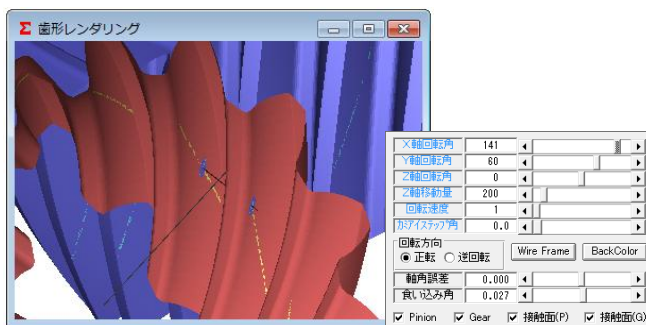 Σ 歯形レンダリング
X軸回転角 141
Y軸回転角 60
Z軸回転角 0
Z軸移動量 200
回転速度 1
カミアイステップ角 0.0
回転方向
正転 逆回転 Wire Frame BackColor
軸角誤差 0.000
食い込み角 0.027
Pinion Gear 接触面(P) 接触面(G)